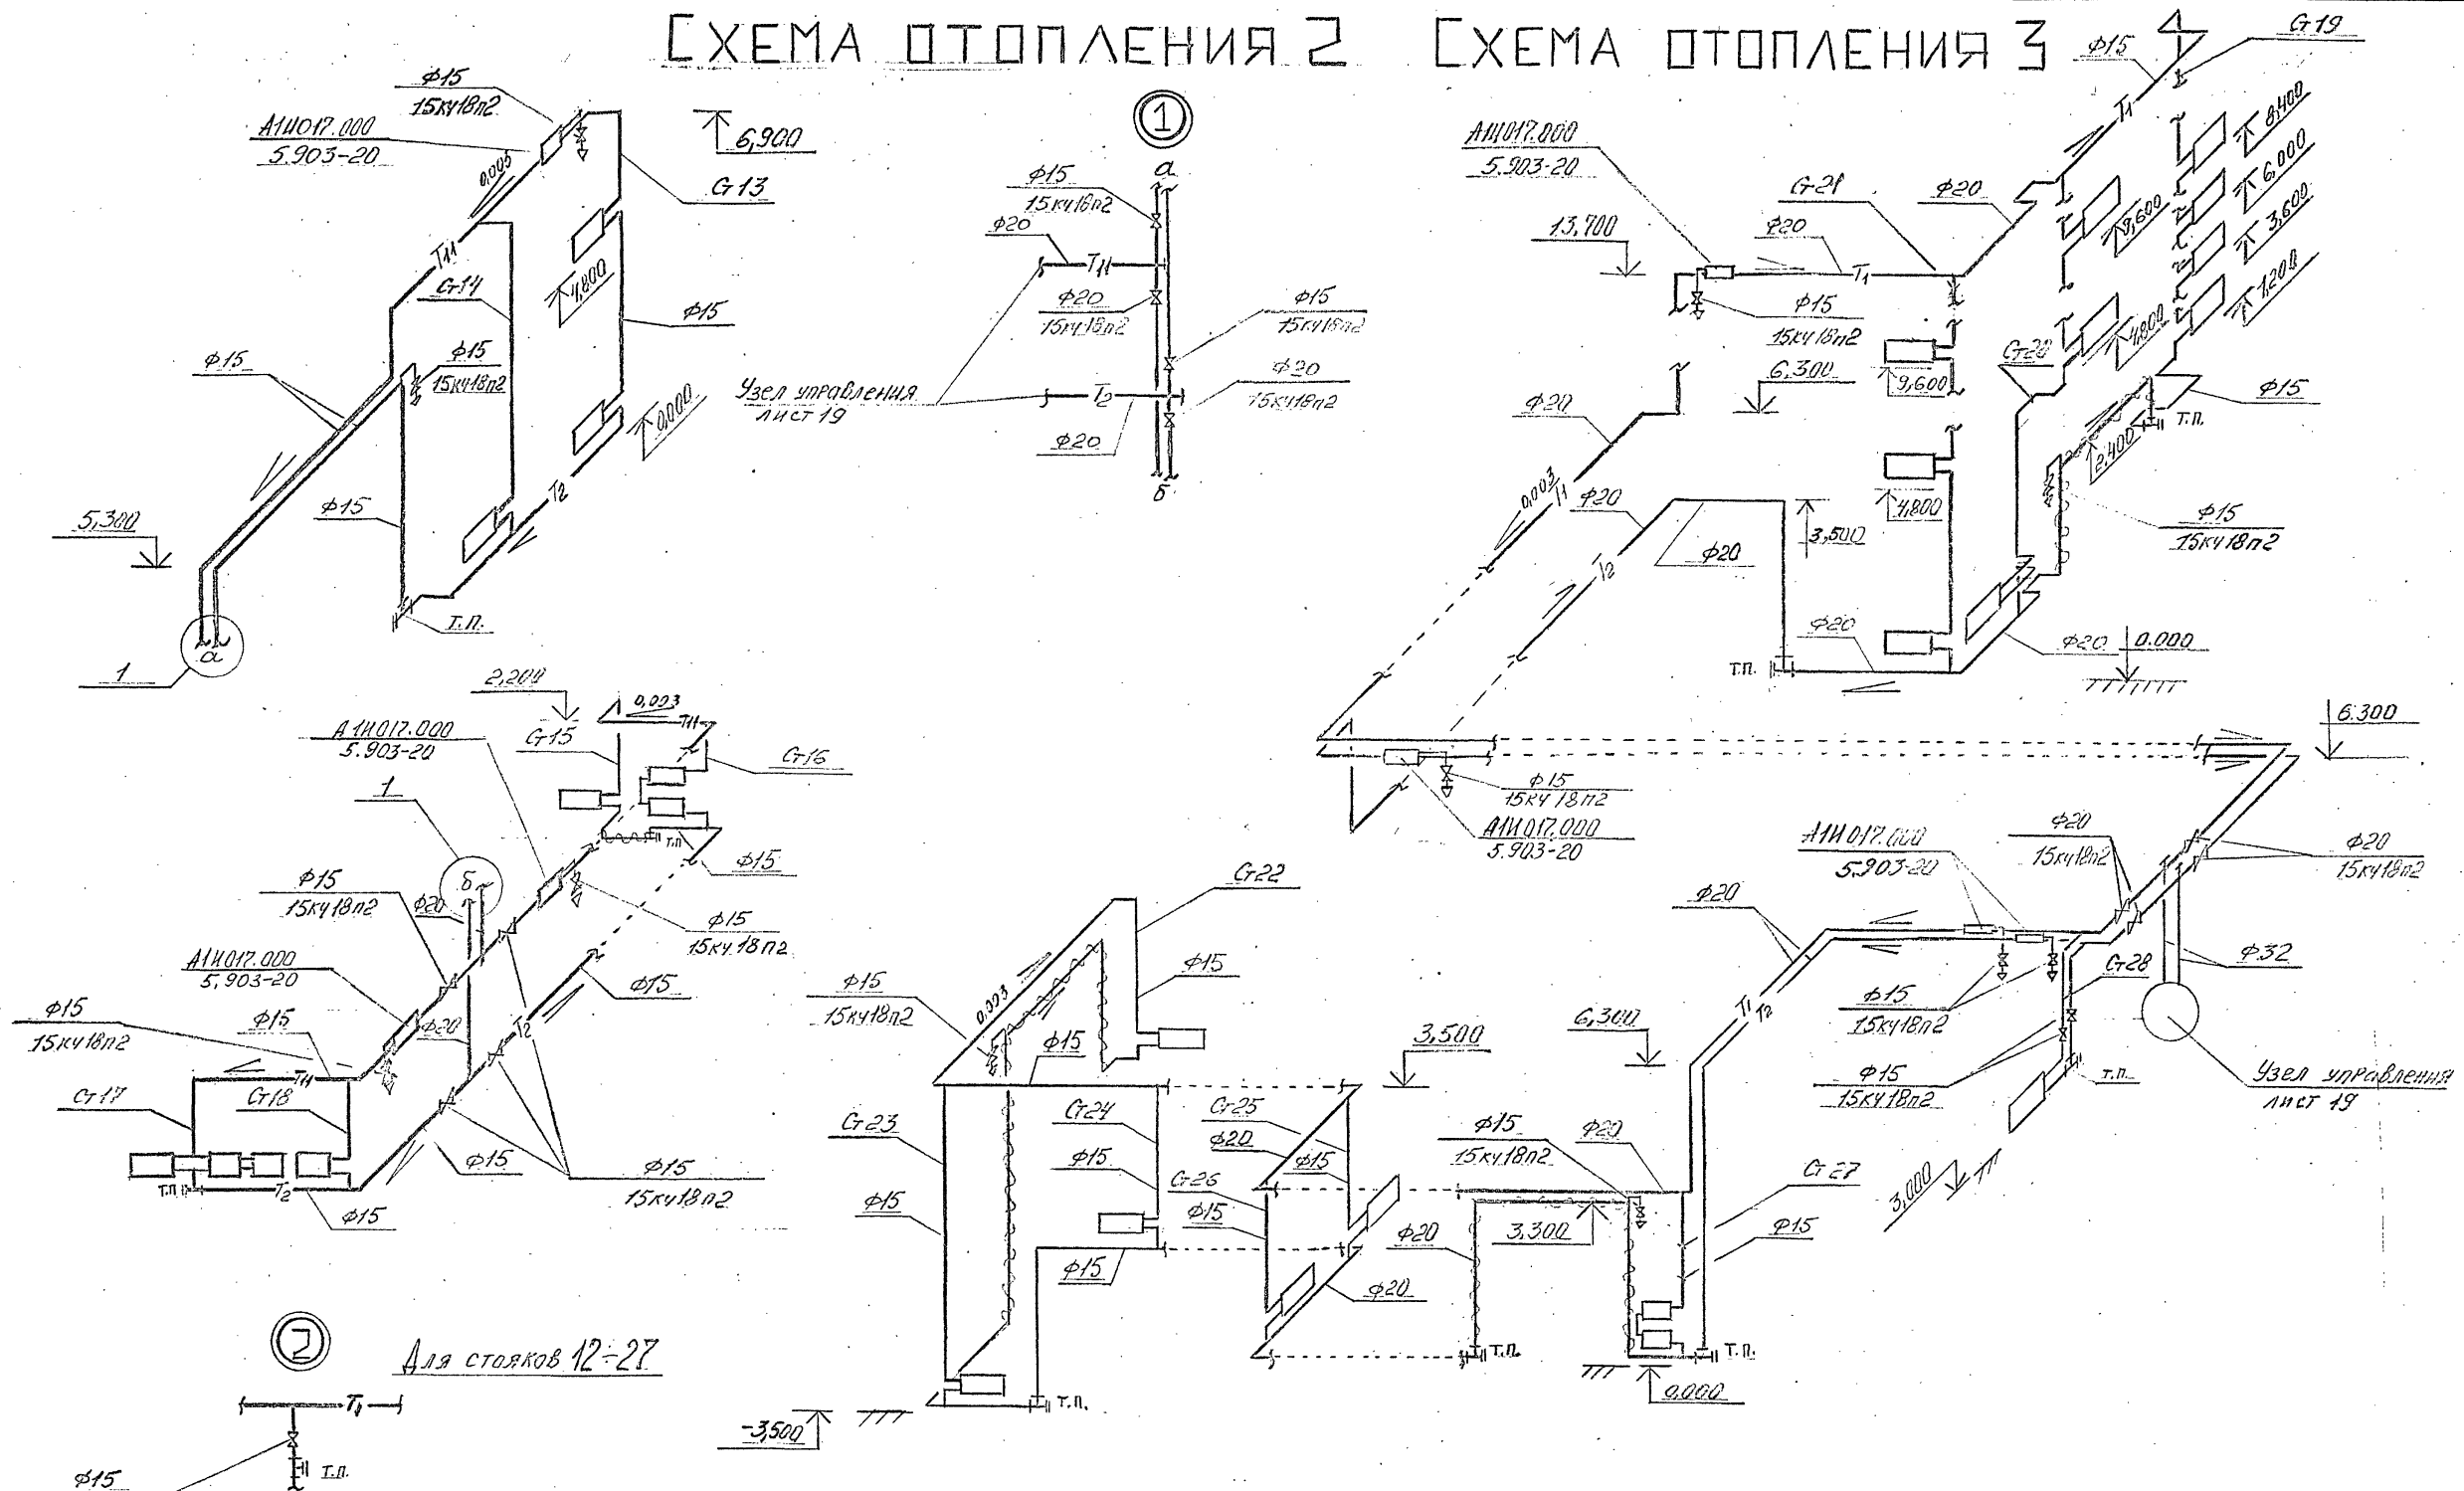 СХЕМА ОТОПЛЕНИЯ 2
СХЕМА ОТОПЛЕНИЯ 3
Ф15
15кч18п2
А1И017.000
5.903-20
0,005
6,900
Ст13
Т11
Ст14
4,800
Ф15
Ф15
Ф15
15кч18п2
0,000
Ф15
Т2
5,300
Т.П.
а
1
1
а
Ф15
15кч18п2
Ф20
Т11
Ф20
15кч18п2
Ф15
15кч18п2
Узел управления
лист 19
Т2
Ф20
15кч18п2
Ф20
б
Ст19
Ф15
Т1
А1И017.000
5.903-20
Ст21
Ф20
8,400
6,000
3,600
1,200
9,600
4,800
13,700
Ф20
Т1
Ф15
15кч18п2
6.300
9,600
Ст20
Ф15
Т.П.
2,400
Ф20
0,003
Т1
Ф20
4,800
3,500
Ф20
Т2
Ф15
15кч18п2
Ф20
Т.П.
Ф20
0.000
2,200
0,003
Т11
А1И017.000
5.903-20
Ст15
Ст16
1
Т.П.
Ф15
Ф15
15кч18п2
б
Ф20
Ф15
15кч18п2
А1И017.000
5.903-20
Ф15
Ф15
15кч18п2
Ф15
Ф20
Т2
Т11
Ст17
Ст18
Т.П.
Т2
Ф15
Ф15
Ф15
15кч18п2
6.300
Ф15
15кч18п2
А1И017.000
5.903-20
А1И017.000
5.903-20
Ф20
15кч18п2
Ф20
15кч18п2
Ст22
Ф20
Ф15
Ф15
15кч18п2
0,003
Ф15
3,500
6,300
Т1
Т2
Ф15
15кч18п2
Ст28
Ф32
Ф15
15кч18п2
Т.П.
Узел управления
лист 19
Ст23
Ст24
Ст25
Ф20
Ф15
Ф15
15кч18п2
Ф20
Ф15
Ст26
Ф15
Ст27
3,000
Ф15
Ф20
3.300
Ф15
Ф15
Ф20
Т.П.
Т.П.
0.000
Т.П.
-3,500
2
Для стояков 12÷27
Т11
Т.П.
Ф15